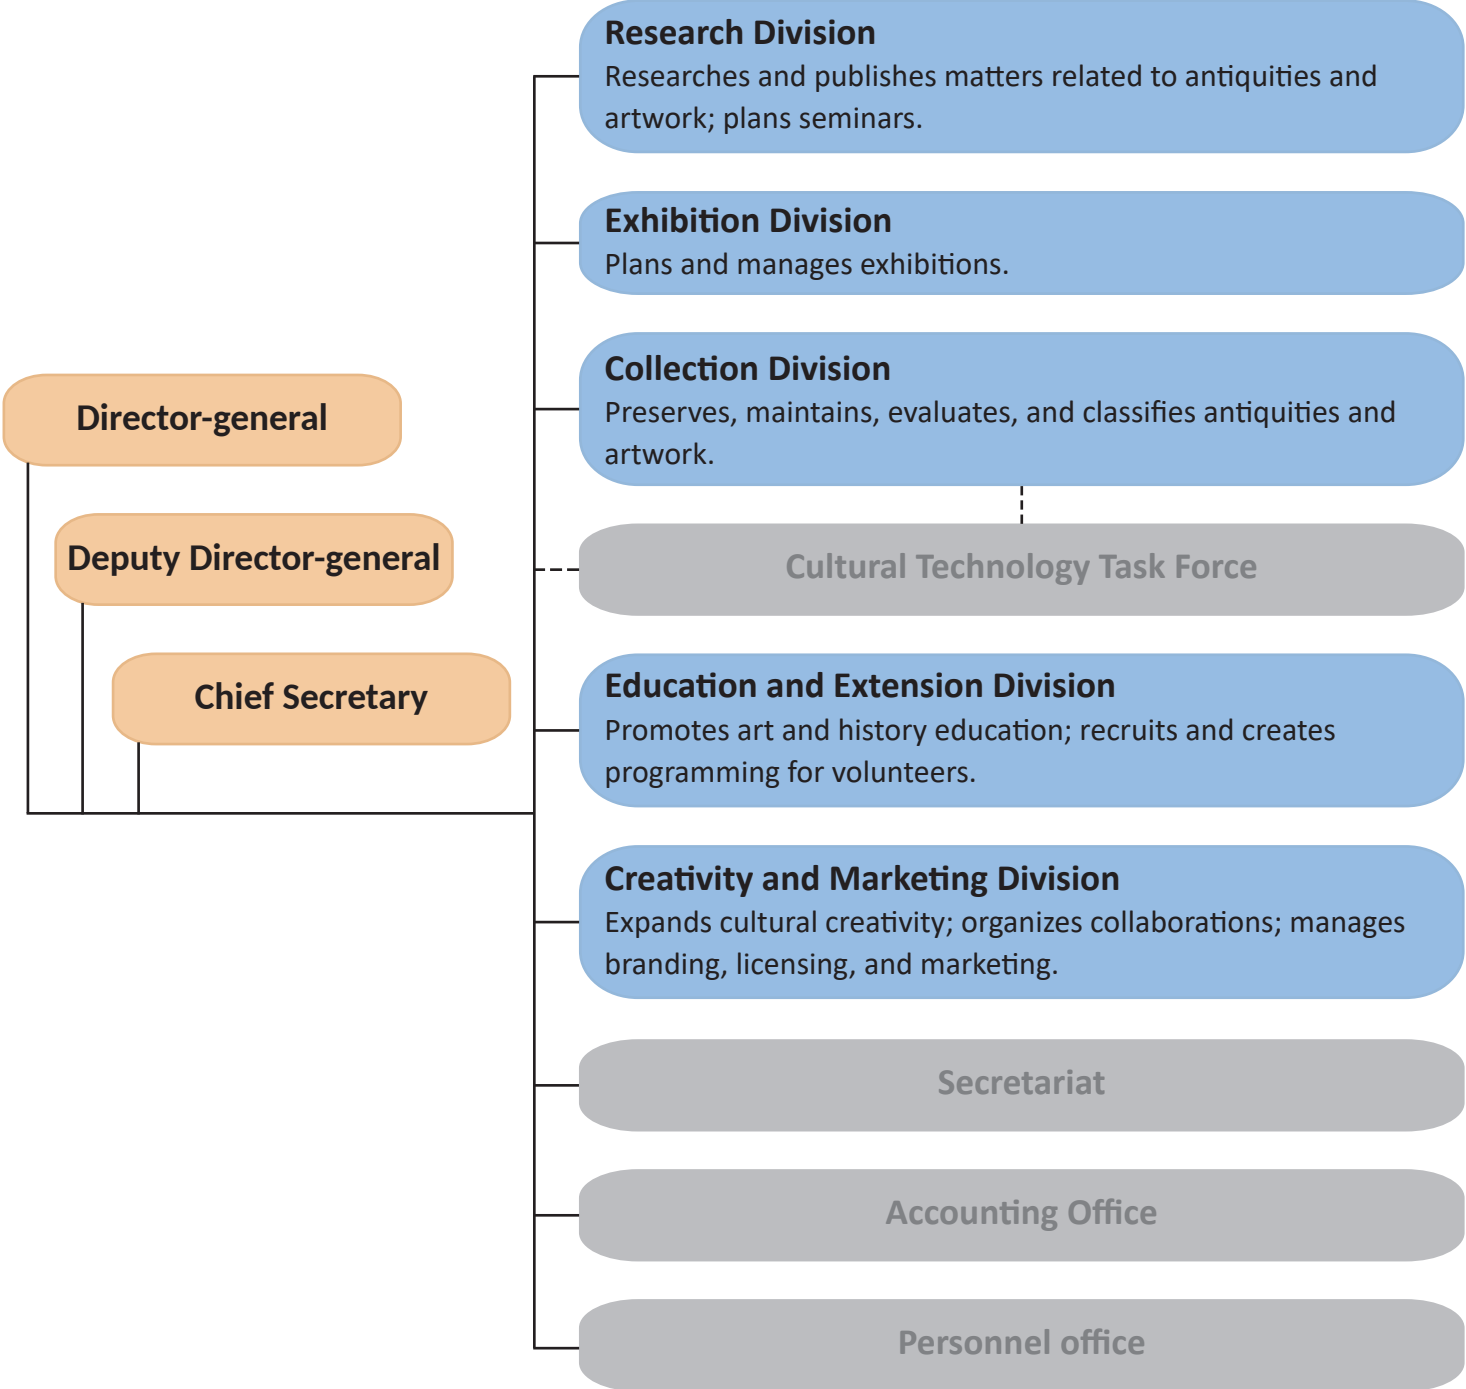 Research Division
Researches and publishes matters related to antiquities and
artwork; plans seminars.
Exhibition Division
Plans and manages exhibitions.
Collection Division
Preserves, maintains, evaluates, and classifies antiquities and
artwork.
Director-general
Deputy Director-general
Cultural Technology Task Force
Chief Secretary
Education and Extension Division
Promotes art and history education; recruits and creates
programming for volunteers.
Creativity and Marketing Division
Expands cultural creativity; organizes collaborations; manages
branding, licensing, and marketing.
Secretariat
Accounting Office
Personnel office